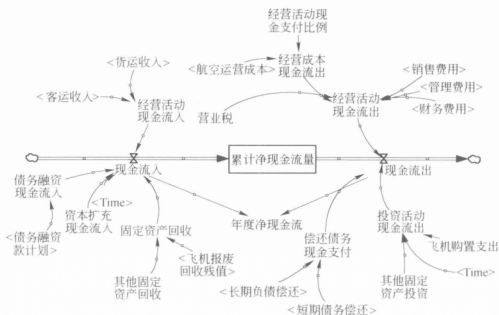 经营活动现
金支付比例
<货运收入>
<航空运营成本>
经营成本
现金流出
<销售费用>
<管理费用>
<客运收入>
经营活动
现金流入
营业税
经营活动
现金流出
<财务费用>
现金流入
累计净现金流量
现金流出
债务融资
现金流入
<Time>
资本扩充
现金流入
固定资产回收
年度净现金流
偿还债务
现金支付
投资活动
现金流出
<债务融资
款计划>
<飞机报废
回收残值>
飞机购置支出
<Time>
其他固定
资产回收
<长期负债偿还>
其他固定
资产投资
<短期债务偿还>